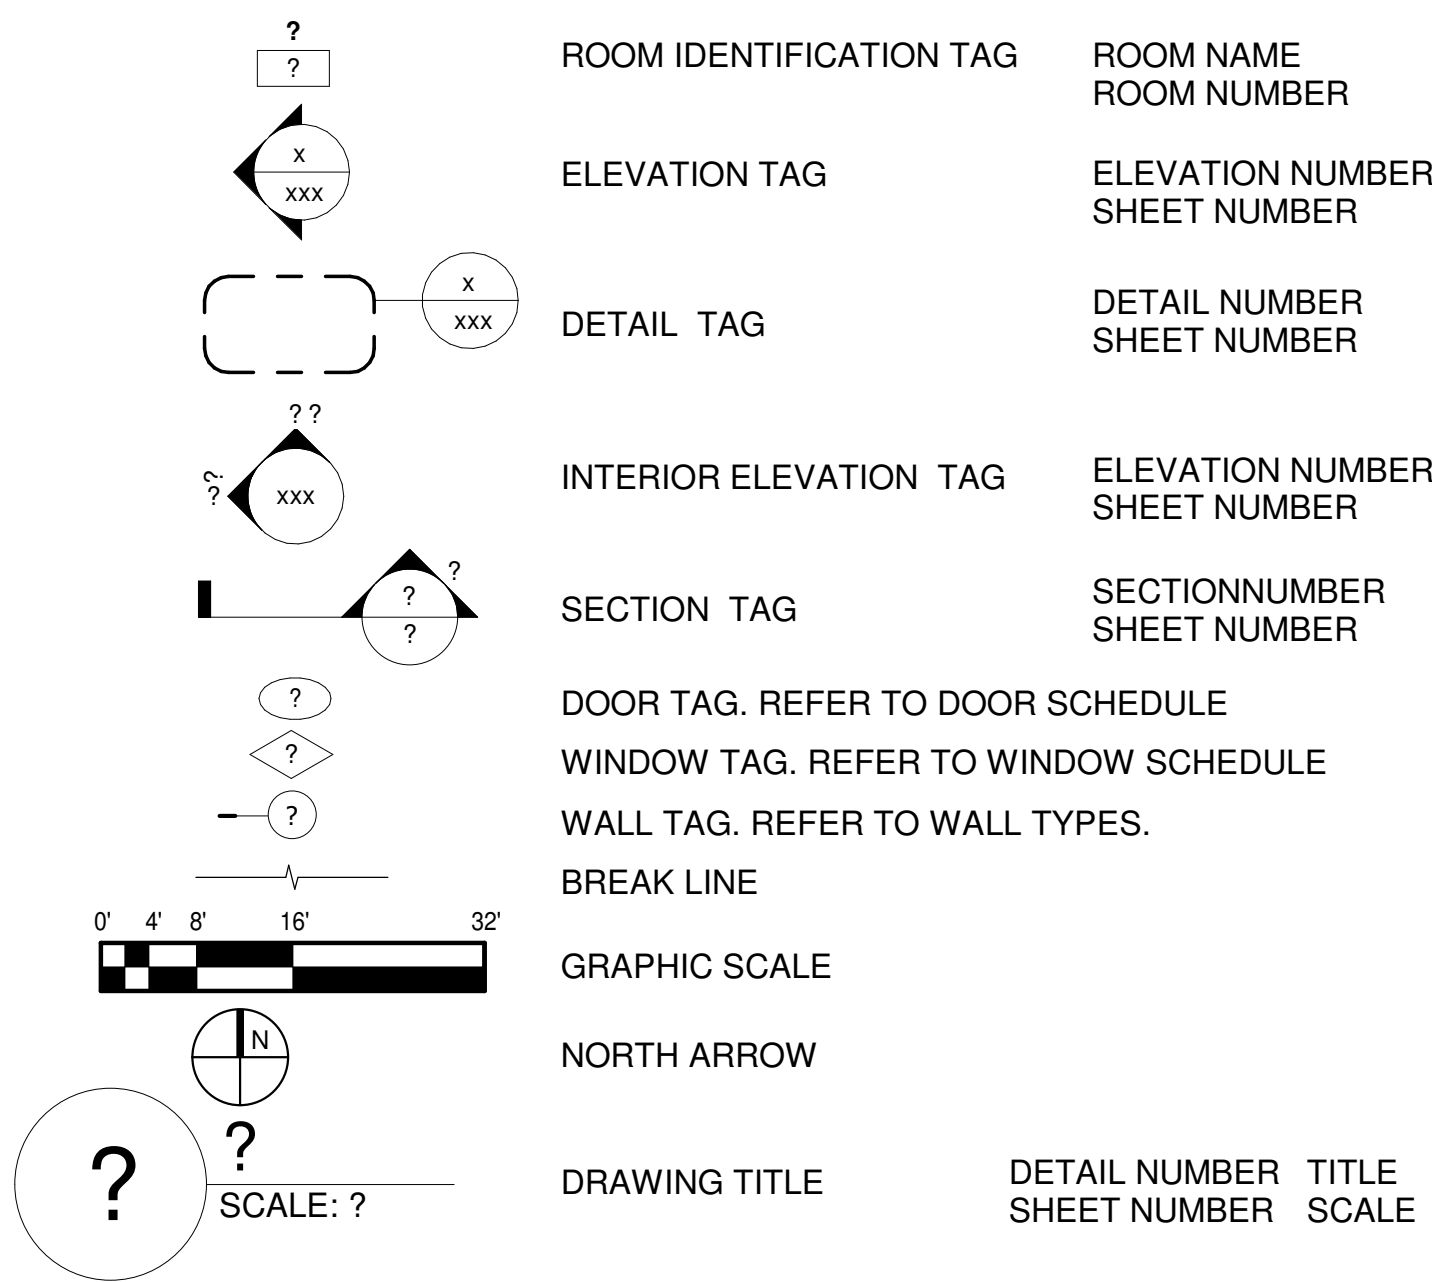 ?
? ROOM IDENTIFICATION TAG ROOM NAME
ROOM NUMBER
x
xxx
ELEVATION TAG ELEVATION NUMBER
SHEET NUMBER
x
xxx
DETAIL TAG DETAIL NUMBER
SHEET NUMBER
? ?
? ?
xxx
INTERIOR ELEVATION TAG ELEVATION NUMBER
SHEET NUMBER
?
?
?
SECTION TAG SECTIONNUMBER
SHEET NUMBER
? DOOR TAG. REFER TO DOOR SCHEDULE
? WINDOW TAG. REFER TO WINDOW SCHEDULE
? WALL TAG. REFER TO WALL TYPES.
BREAK LINE
0' 4' 8' 16' 32'
GRAPHIC SCALE
N NORTH ARROW
?
?
SCALE: ?
DRAWING TITLE DETAIL NUMBER TITLE
SHEET NUMBER SCALE